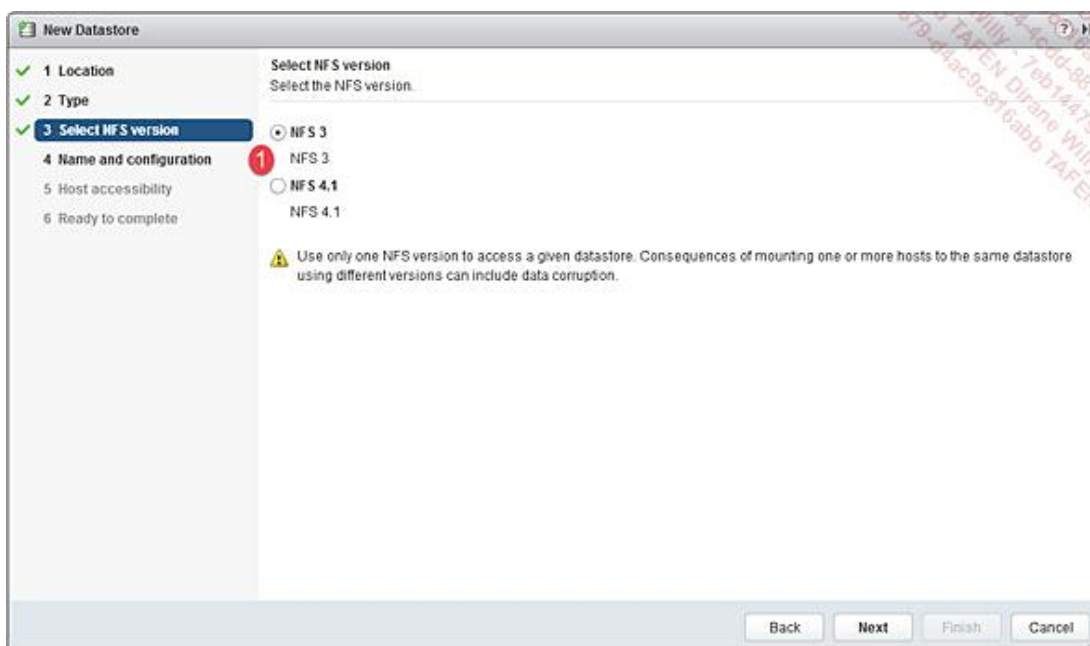 New Datastore
?
1 Location
2 Type
3 Select NFS version
4 Name and configuration
5 Host accessibility
6 Ready to complete
Select NFS version
Select the NFS version.
NFS 3
1
NFS 3
NFS 4.1
NFS 4.1
Use only one NFS version to access a given datastore. Consequences of mounting one or more hosts to the same datastore
using different versions can include data corruption.
Back
Next
Finish
Cancel
TAFEN Dirane Willy